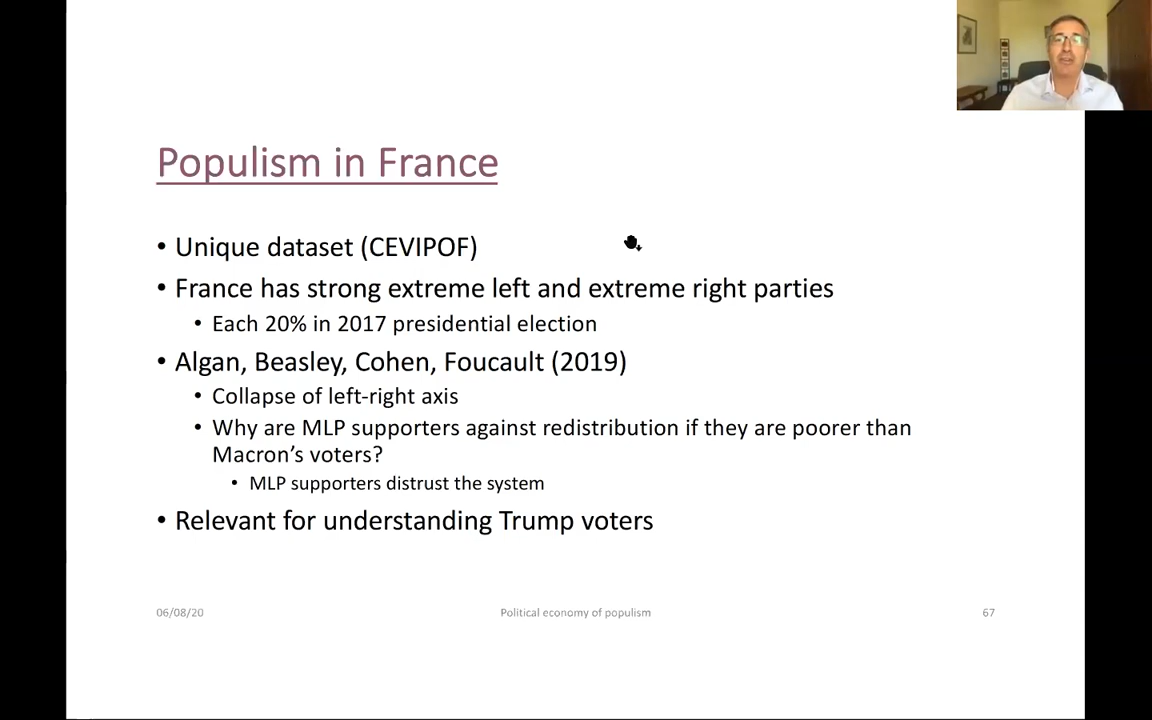 Populism in France
• Unique dataset (CEVIPOF)
• France has strong extreme left and extreme right parties
• Each 20% in 2017 presidential election
• Algan, Beasley, Cohen, Foucault (2019)
• Collapse of left-right axis
• Why are MLP supporters against redistribution if they are poorer than
Macron’s voters?
• MLP supporters distrust the system
• Relevant for understanding Trump voters
06/08/20
Political economy of populism
67